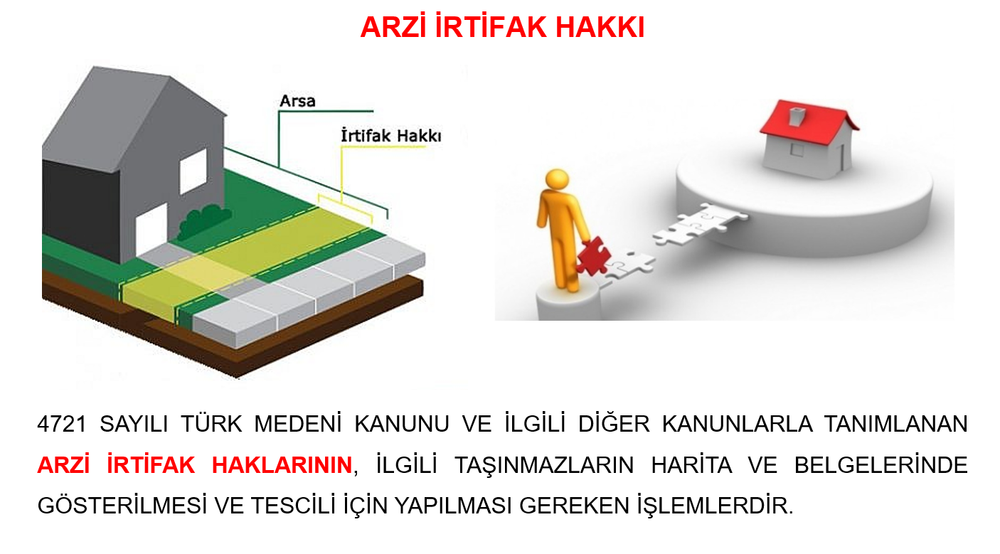 ARZİ İRTİFAK HAKKI
Arsa
İrtifak Hakkı
4721 SAYILI TÜRK MEDENİ KANUNU VE İLGİLİ DİĞER KANUNLARLA TANIMLANAN
ARZİ İRTİFAK HAKLARININ, İLGİLİ TAŞINMAZLARIN HARİTA VE BELGELERİNDE
GÖSTERİLMESİ VE TESCİLİ İÇİN YAPILMASI GEREKEN İŞLEMLERDİR.